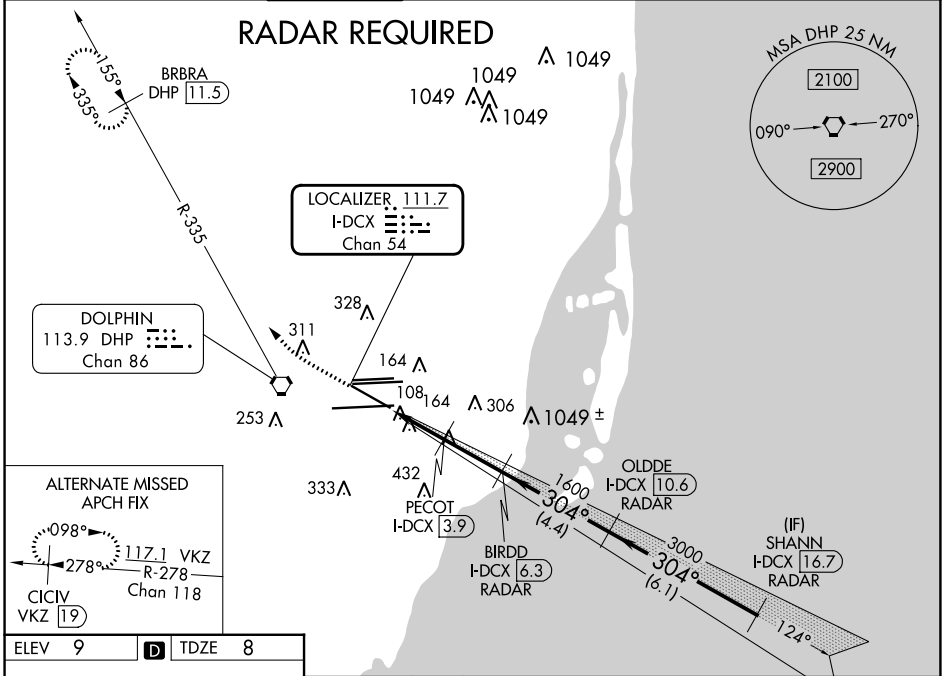 RADAR REQUIRED
155°
335°
BRBRA
DHP 11.5
1049
1049
1049
1049
MSA DHP 25 NM
2100
090°
270°
2900
R-335
LOCALIZER 111.7
I-DCX
Chan 54
DOLPHIN
113.9 DHP
Chan 86
328
311
164
108
164
306
1049 ±
253
333
432
PECOT
I-DCX 3.9
BIRDD
I-DCX 6.3
RADAR
1600
304°
(4.4)
OLDDE
I-DCX 10.6
RADAR
3000
304°
(6.1)
(IF)
SHANN
I-DCX 16.7
RADAR
124°
ALTERNATE MISSED
APCH FIX
098°
278°
117.1 VKZ
R-278
Chan 118
CICIV
VKZ 19
ELEV 9
D
TDZE 8